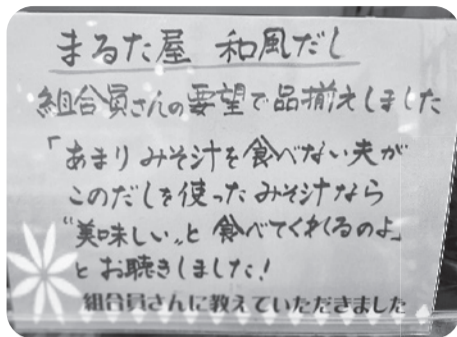 まるた屋 和風だし
組合員さんの要望で品揃えしました
「あまりみそ汁を食べない夫が
このだしを使ったみそ汁なら
"美味しい"と食べてくれるのよ」
とお聴きしました!
組合員さんに教えていただきました